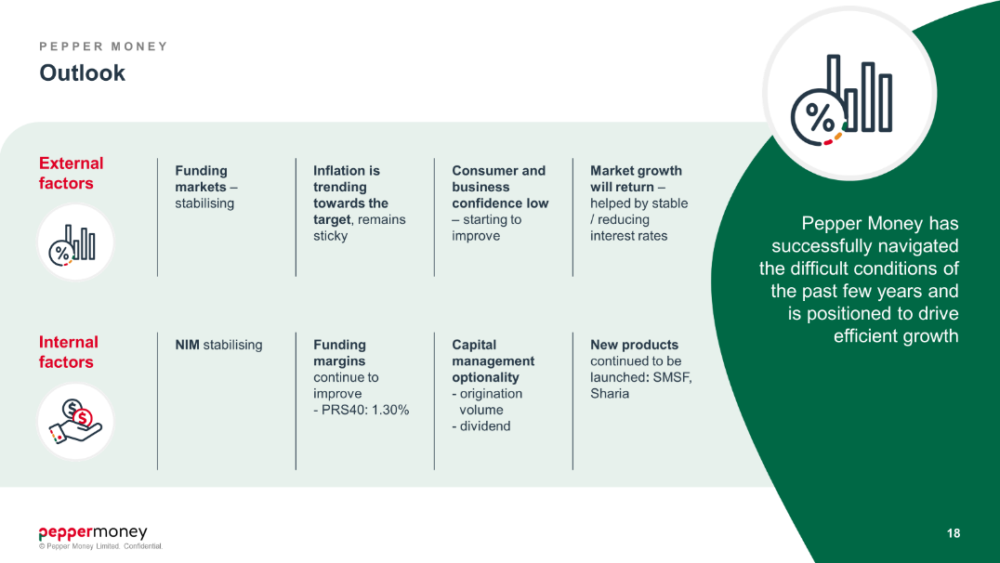 PEPPER MONEY
Outlook
External
factors
Funding
markets –
stabilising
Inflation is
trending
towards the
target, remains
sticky
Consumer and
business
confidence low
– starting to
improve
Market growth
will return –
helped by stable
/ reducing
interest rates
Internal
factors
NIM stabilising
Funding
margins
continue to
improve
- PRS40: 1.30%
Capital
management
optionality
- origination
volume
- dividend
New products
continued to be
launched: SMSF,
Sharia
%
%
$
$
Pepper Money has
successfully navigated
the difficult conditions of
the past few years and
is positioned to drive
efficient growth
peppermoney
© Pepper Money Limited. Confidential.
18